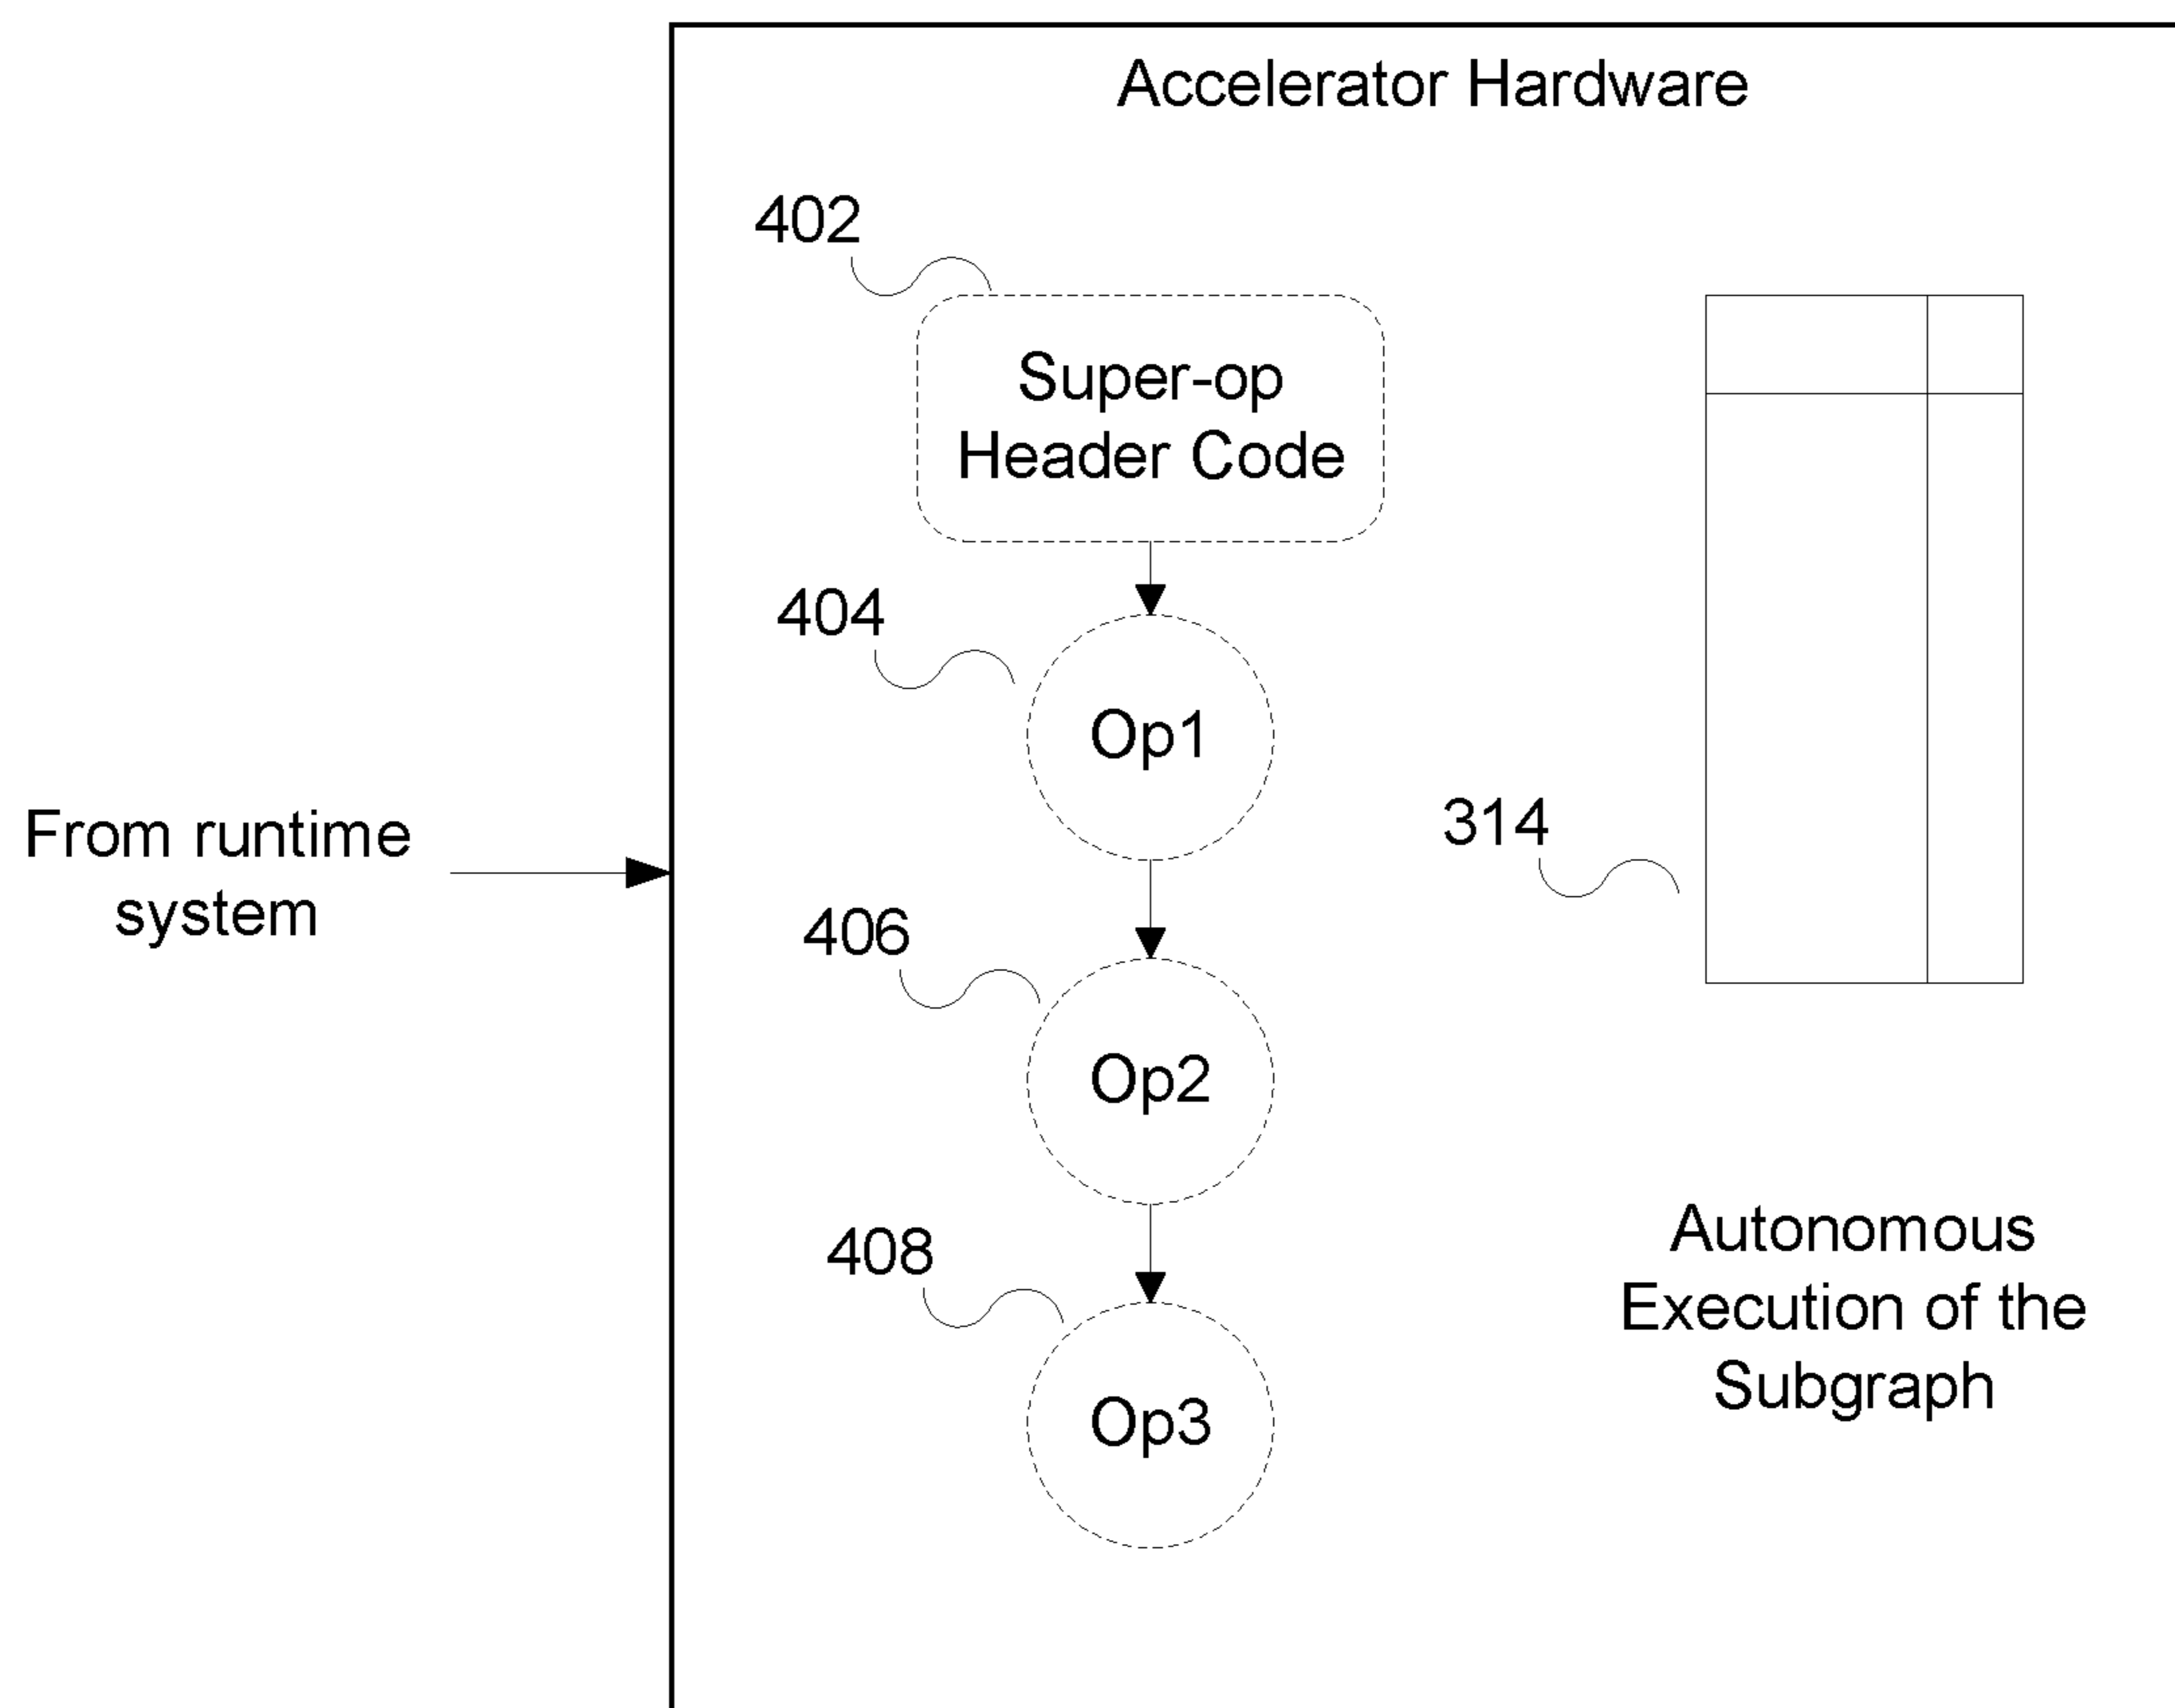 Accelerator Hardware
402
Super-op
Header Code
404
Op1
From runtime
system
314
406
Op2
408
Op3
Autonomous
Execution of the
Subgraph